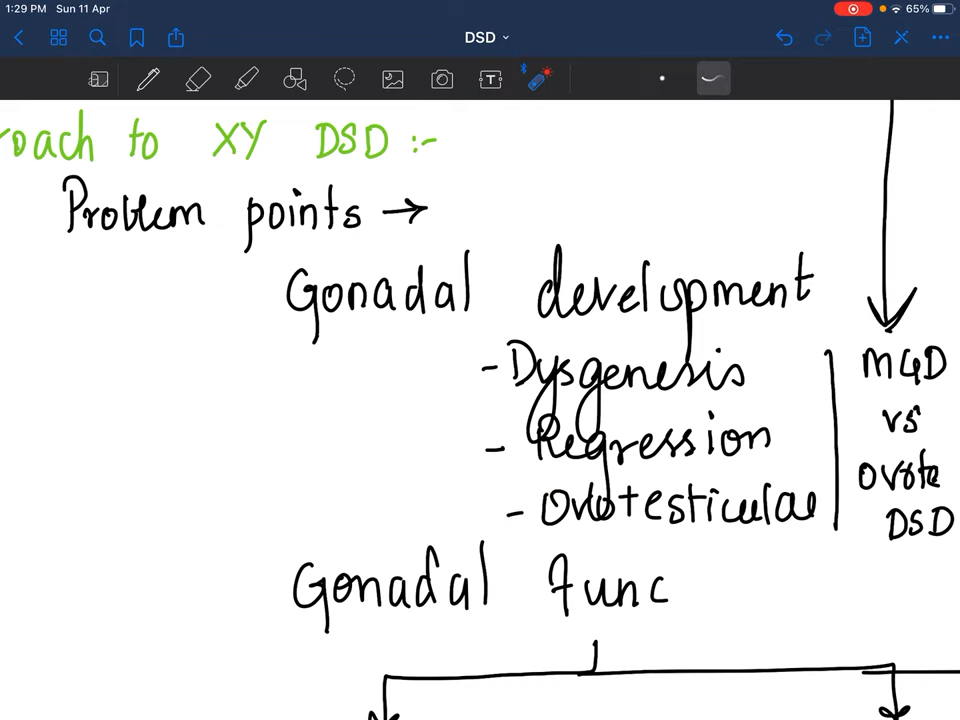 1:29 PM Sun 11 Apr
65%
DSD
T
roach to XY DSD :-
Problem points →
Gonadal development
- Dysgenesis
- Regression
- Ovotesticular
MGD
vs
Ovote
DSD
Gonadal func